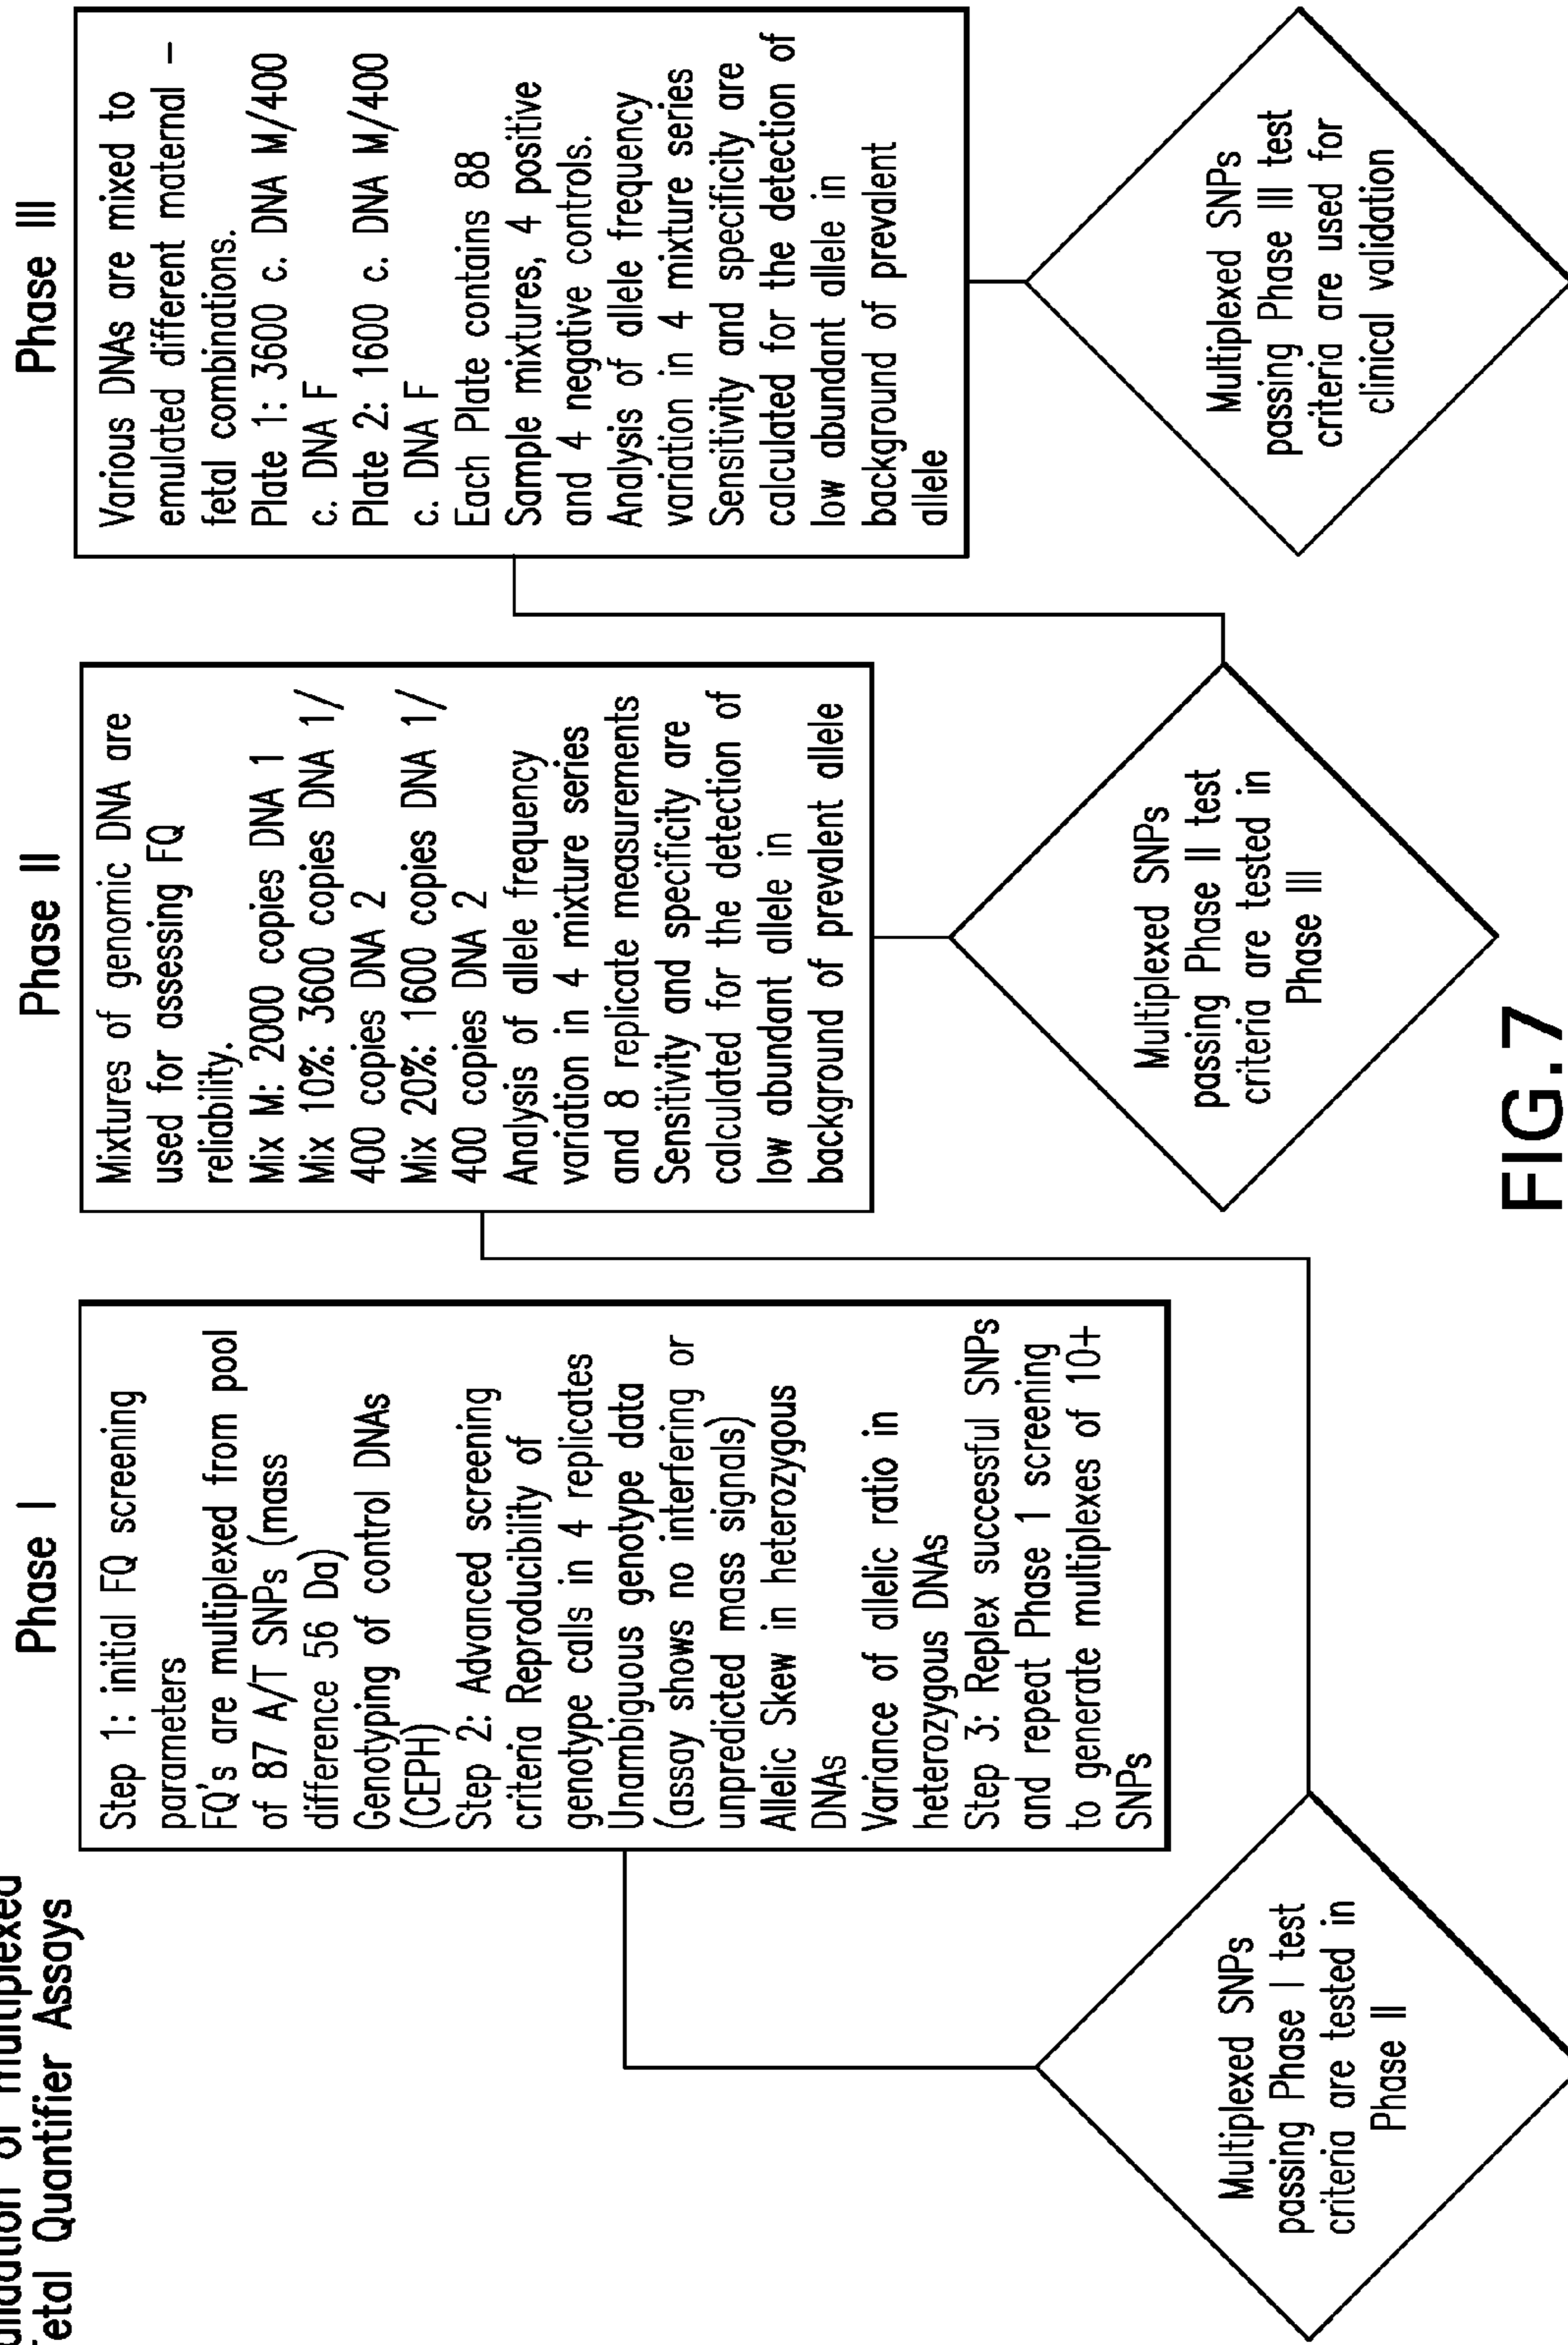 Multiplexed
Fetal Quantifier Assays
Phase I
Step 1: initial FQ screening
parameters
FQ's are multiplexed from pool
of 87 A/T SNPs (mass
difference 56 Da)
Genotyping of control DNAs
(CEPH)
Step 2: Advanced screening
criteria Reproducibility of
genotype calls in 4 replicates
Unambiguous genotype data
(assay shows no interfering or
unpredicted mass signals)
Allelic Skew in heterozygous
DNAs
Variance of allelic ratio in
heterozygous DNAs
Step 3: Replex successful SNPs
and repeat Phase 1 screening
to generate multiplexes of 10+
SNPs
Multiplexed SNPs
passing Phase I test
criteria are tested in
Phase II
Phase II
Mixtures of genomic DNA are
used for assessing FQ
reliability.
Mix M: 2000 copies DNA 1
Mix 10%: 3600 copies DNA 1/
400 copies DNA 2
Mix 20%: 1600 copies DNA 1/
400 copies DNA 2
Analysis of allele frequency
variation in 4 mixture series
and 8 replicate measurements
Sensitivity and specificity are
calculated for the detection of
low abundant allele in
background of prevalent allele
Multiplexed SNPs
passing Phase II test
criteria are tested in
Phase III
Phase III
Various DNAs are mixed to
emulated different maternal –
fetal combinations.
Plate 1: 3600 c. DNA M/400
c. DNA F
Plate 2: 1600 c. DNA M/400
c. DNA F
Each Plate contains 88
Sample mixtures, 4 positive
and 4 negative controls.
Analysis of allele frequency
variation in 4 mixture series
Sensitivity and specificity are
calculated for the detection of
low abundant allele in
background of prevalent
allele
Multiplexed SNPs
passing Phase III test
criteria are used for
clinical validation
FIG.7